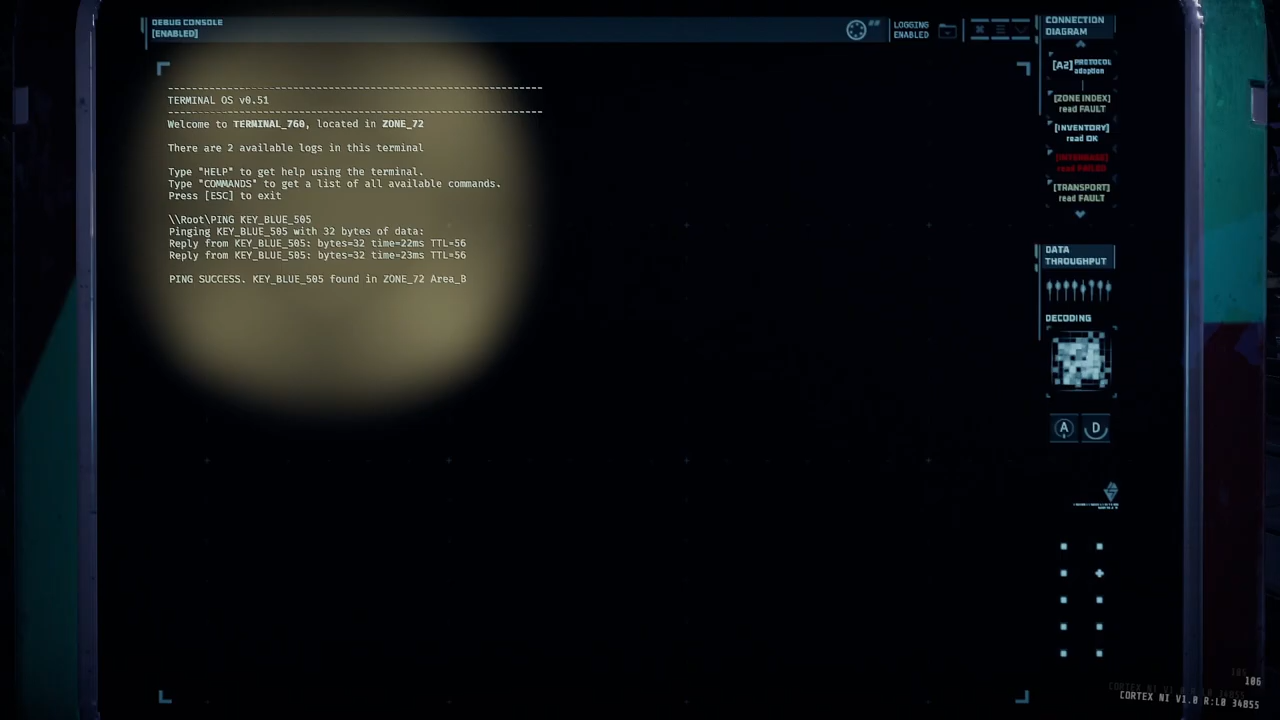 DEBUG CONSOLE
[ENABLED]
LOGGING
ENABLED
--------------------------------------------------------------
TERMINAL OS v0.51
--------------------------------------------------------------
Welcome to TERMINAL_760, located in ZONE_72
There are 2 available logs in this terminal
Type "HELP" to get help using the terminal.
Type "COMMANDS" to get a list of all available commands.
Press [ESC] to exit
\\Root\PING KEY_BLUE_505
Pinging KEY_BLUE_505 with 32 bytes of data:
Reply from KEY_BLUE_505: bytes=32 time=22ms TTL=56
Reply from KEY_BLUE_505: bytes=32 time=23ms TTL=56
PING SUCCESS. KEY_BLUE_505 found in ZONE_72 Area_B
CONNECTION
DIAGRAM
[A2] PROTOCOL
adoption
[ZONE INDEX]
read FAULT
[INVENTORY]
read OK
read FAILED
[TRANSPORT]
read FAULT
DATA
THROUGHPUT
DECODING
A D
106
CORTEX NI V1.0 R:L0 34055